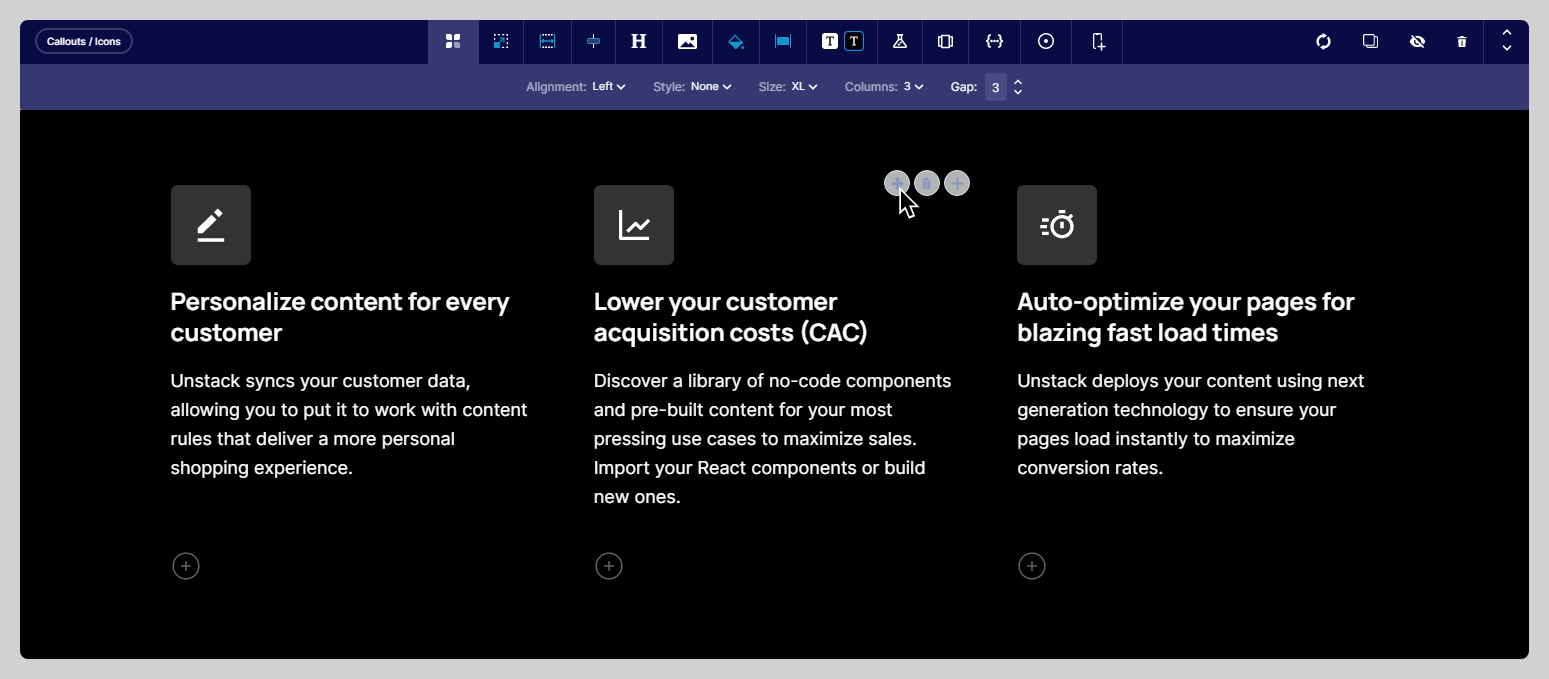 Callouts / Icons
H
T T
Alignment: Left Style: None Size: XL Columns: 3 Gap: 3
Personalize content for every
customer
Unstack syncs your customer data,
allowing you to put it to work with content
rules that deliver a more personal
shopping experience.
Lower your customer
acquisition costs (CAC)
Discover a library of no-code components
and pre-built content for your most
pressing use cases to maximize sales.
Import your React components or build
new ones.
Auto-optimize your pages for
blazing fast load times
Unstack deploys your content using next
generation technology to ensure your
pages load instantly to maximize
conversion rates.